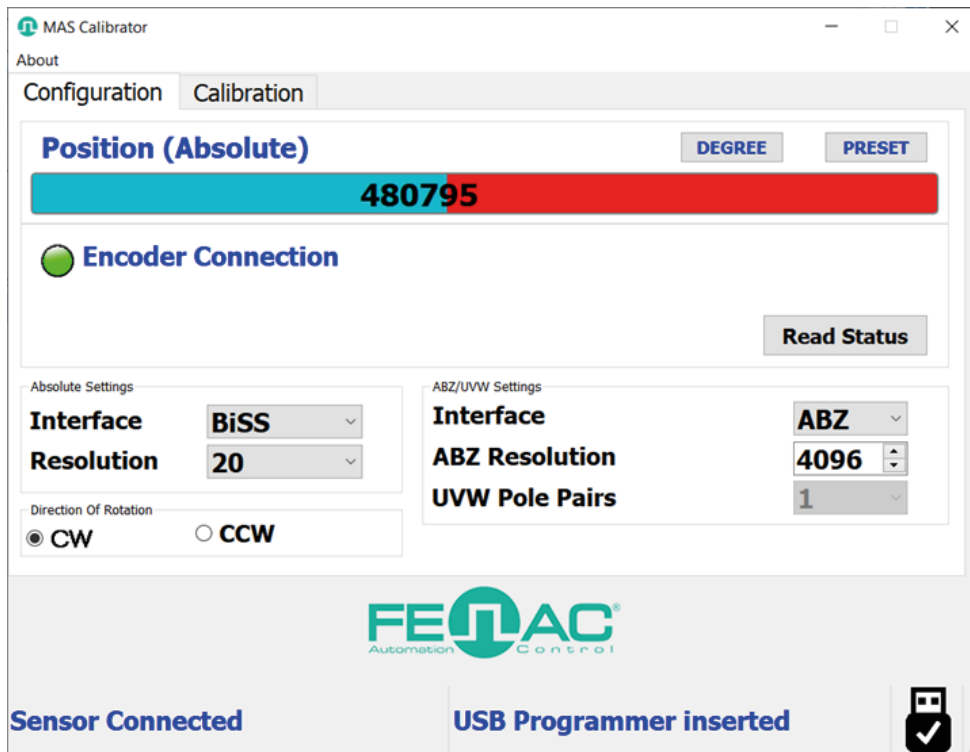 MAS Calibrator
About
Configuration Calibration
Position (Absolute) DEGREE PRESET
480795
Encoder Connection
Read Status
Absolute Settings
Interface BiSS
Resolution 20
Direction Of Rotation
CW CCW
ABZ/UVW Settings
Interface ABZ
ABZ Resolution 4096
UVW Pole Pairs 1
FENAC®
Automation Control
Sensor Connected USB Programmer inserted